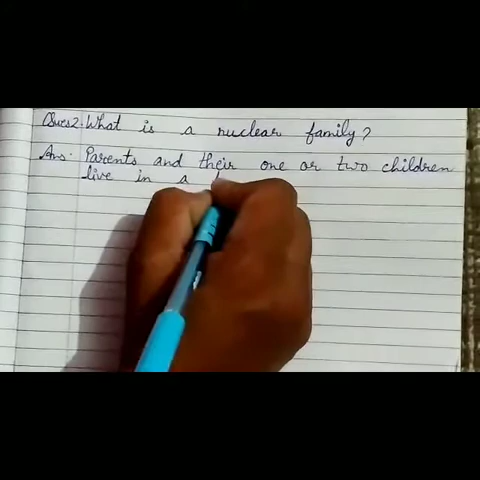 Ques2. What is a nuclear family?
Ans. Parents and their one or two children
live in a